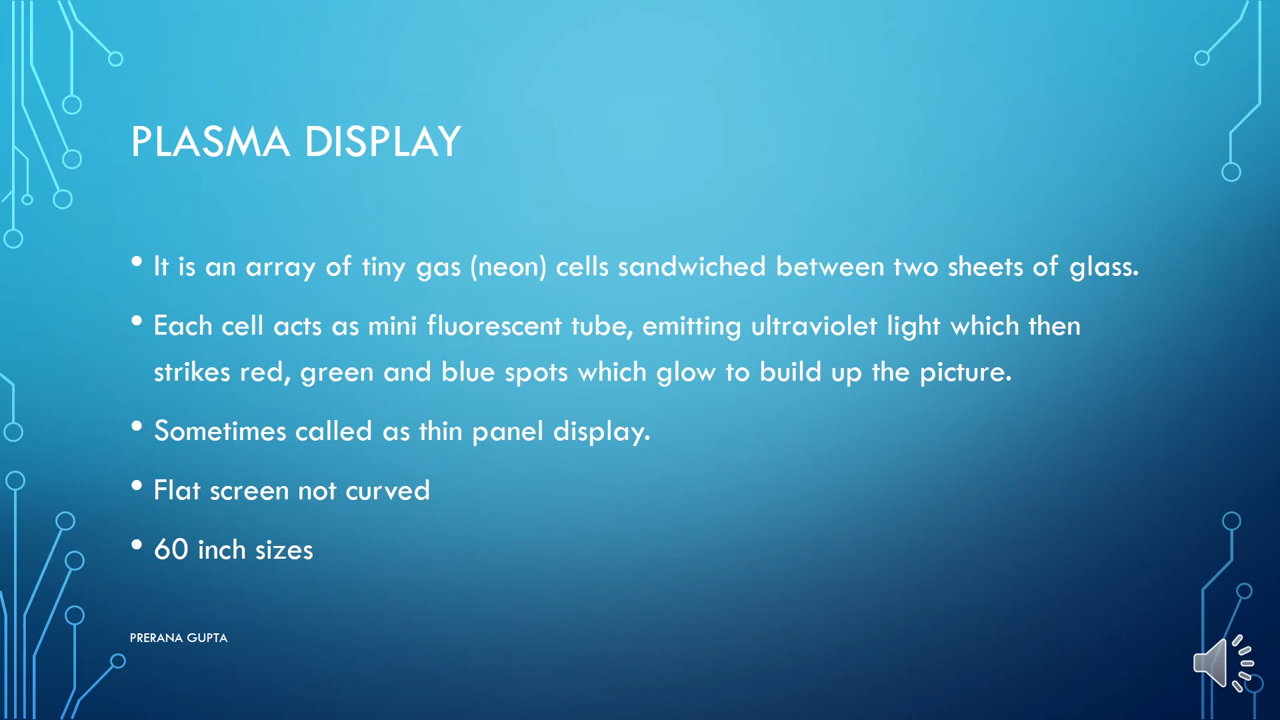 PLASMA DISPLAY
• It is an array of tiny gas (neon) cells sandwiched between two sheets of glass.
• Each cell acts as mini fluorescent tube, emitting ultraviolet light which then
strikes red, green and blue spots which glow to build up the picture.
• Sometimes called as thin panel display.
• Flat screen not curved
• 60 inch sizes
PRERANA GUPTA